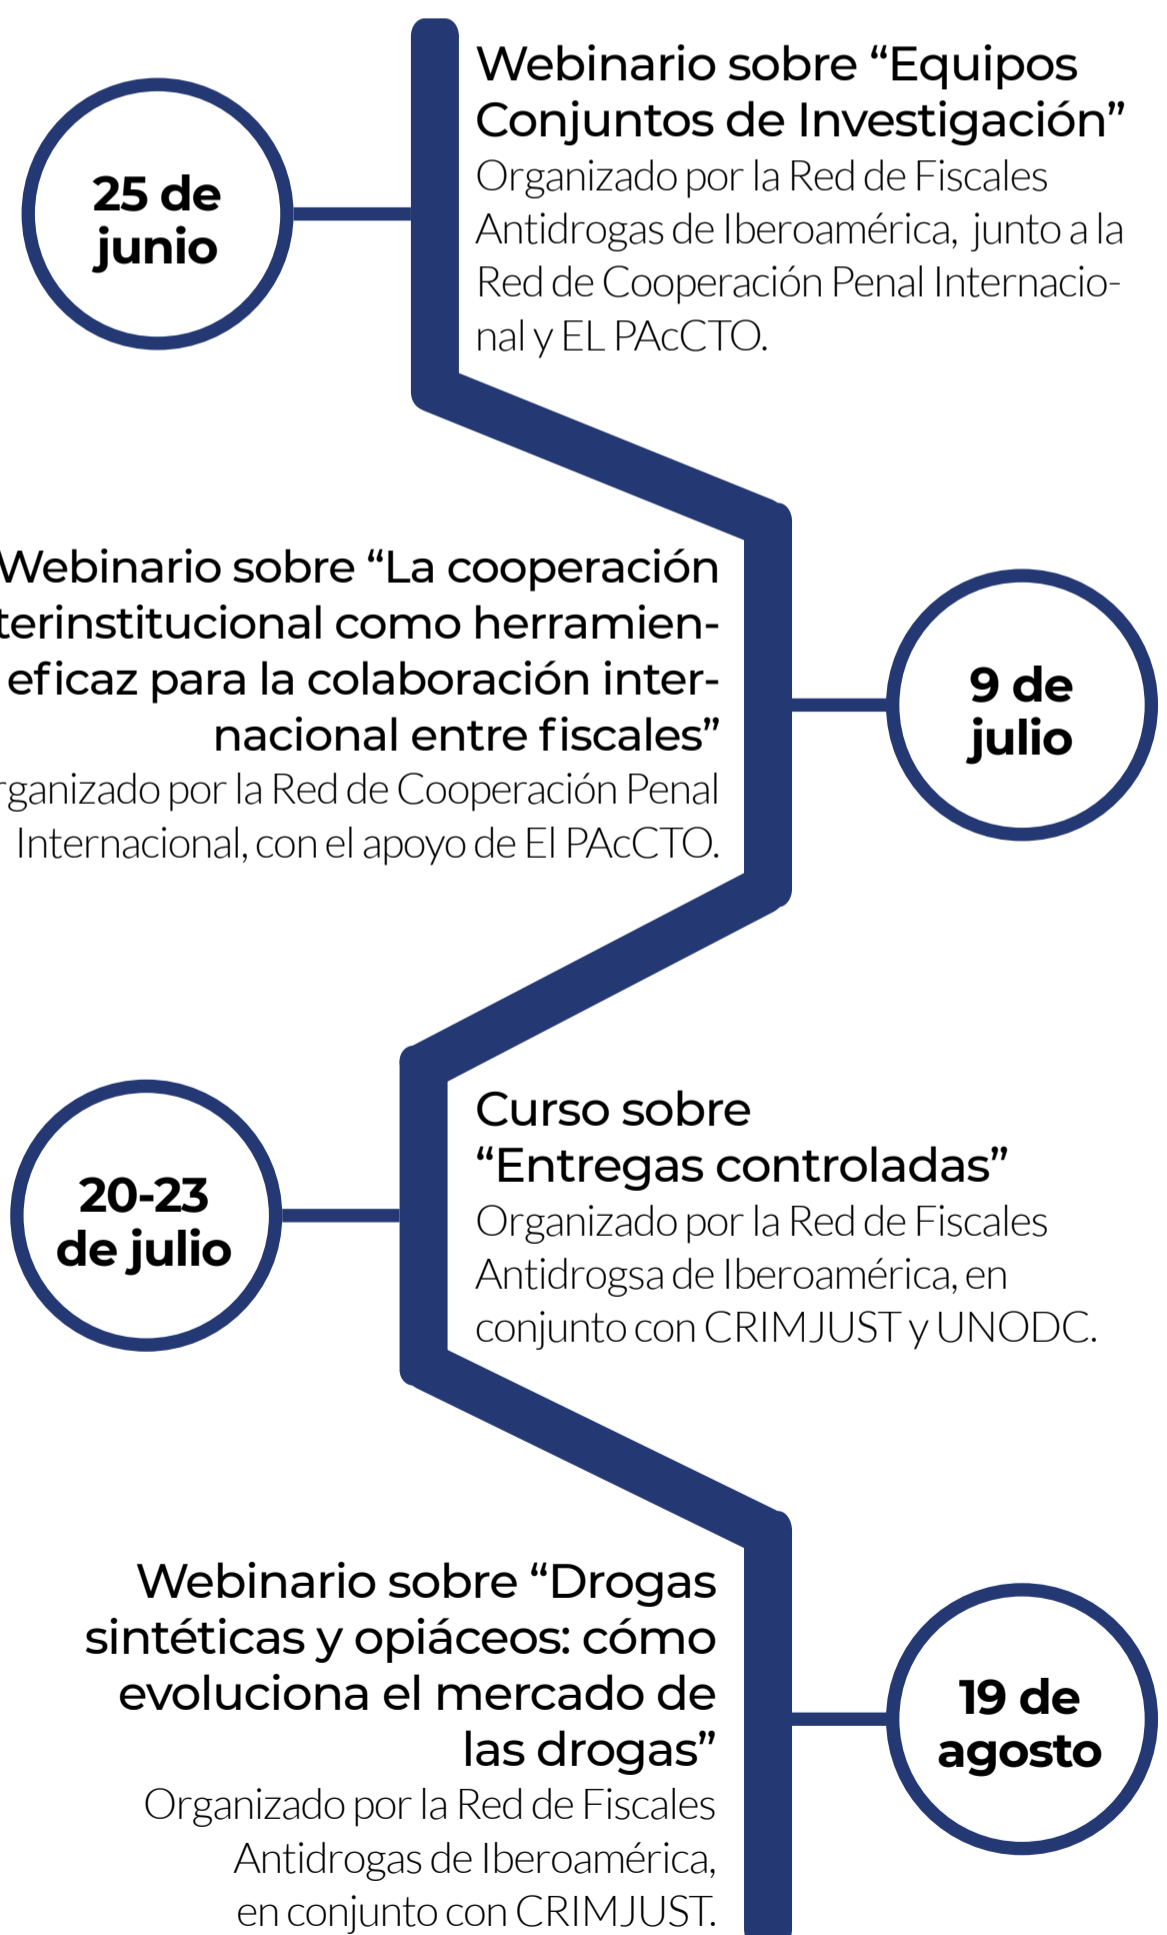 25 de
junio
Webinario sobre “Equipos
Conjuntos de Investigación”
Organizado por la Red de Fiscales
Antidrogas de Iberoamérica, junto a la
Red de Cooperación Penal Internacio-
nal y EL PAcCTO.
Webinario sobre “La cooperación
terinstitucional como herramien-
eficaz para la colaboración inter-
nacional entre fiscales”
rganizado por la Red de Cooperación Penal
Internacional, con el apoyo de El PAcCTO.
9 de
julio
20-23
de julio
Curso sobre
“Entregas controladas”
Organizado por la Red de Fiscales
Antidrogsa de Iberoamérica, en
conjunto con CRIMJUST y UNODC.
Webinario sobre “Drogas
sintéticas y opiáceos: cómo
evoluciona el mercado de
las drogas”
Organizado por la Red de Fiscales
Antidrogas de Iberoamérica,
en conjunto con CRIMJUST.
19 de
agosto